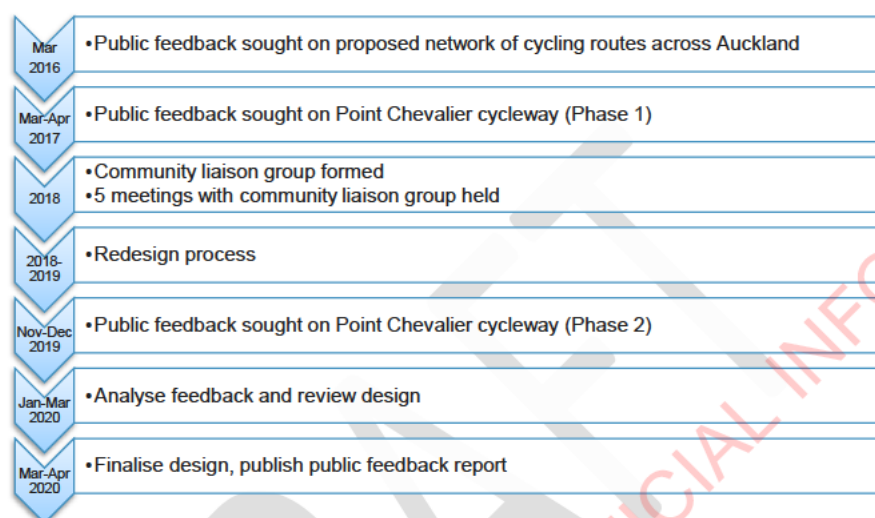 Mar
2016
•Public feedback sought on proposed network of cycling routes across Auckland
Mar-Apr
2017
•Public feedback sought on Point Chevalier cycleway (Phase 1)
2018
•Community liaison group formed
•5 meetings with community liaison group held
2018-
2019
•Redesign process
Nov-Dec
2019
•Public feedback sought on Point Chevalier cycleway (Phase 2)
Jan-Mar
2020
•Analyse feedback and review design
Mar-Apr
2020
•Finalise design, publish public feedback report